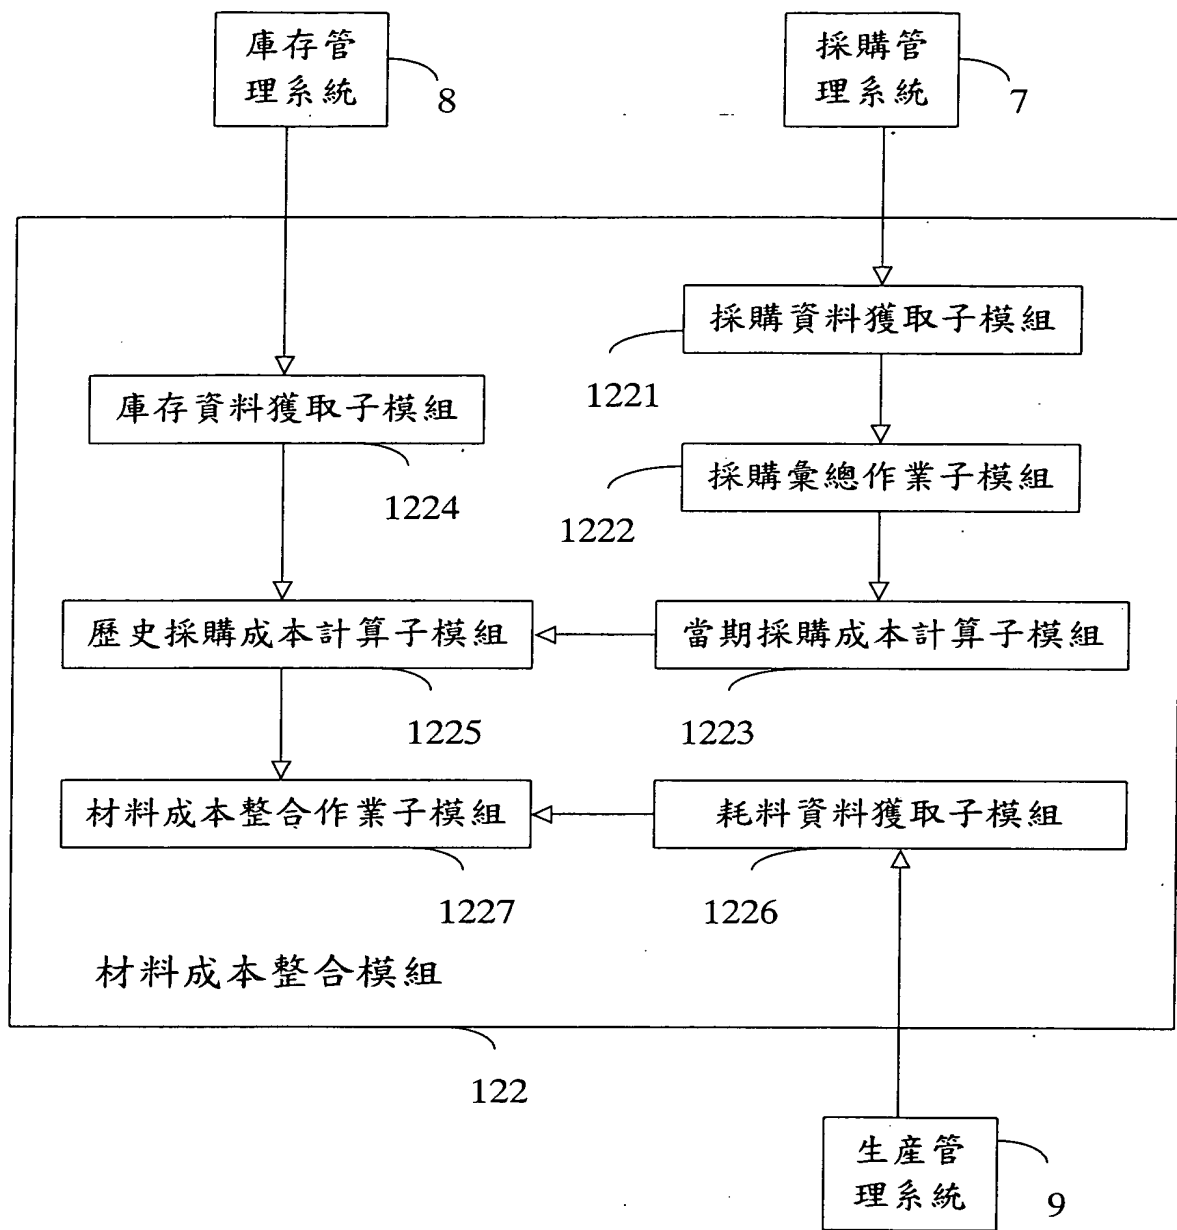 庫存管
理系統
8
採購管
理系統
7
採購資料獲取子模組
1221
庫存資料獲取子模組
1224
採購彙總作業子模組
1222
歷史採購成本計算子模組
1225
當期採購成本計算子模組
1223
材料成本整合作業子模組
1227
耗料資料獲取子模組
1226
材料成本整合模組
122
生產管
理系統
9